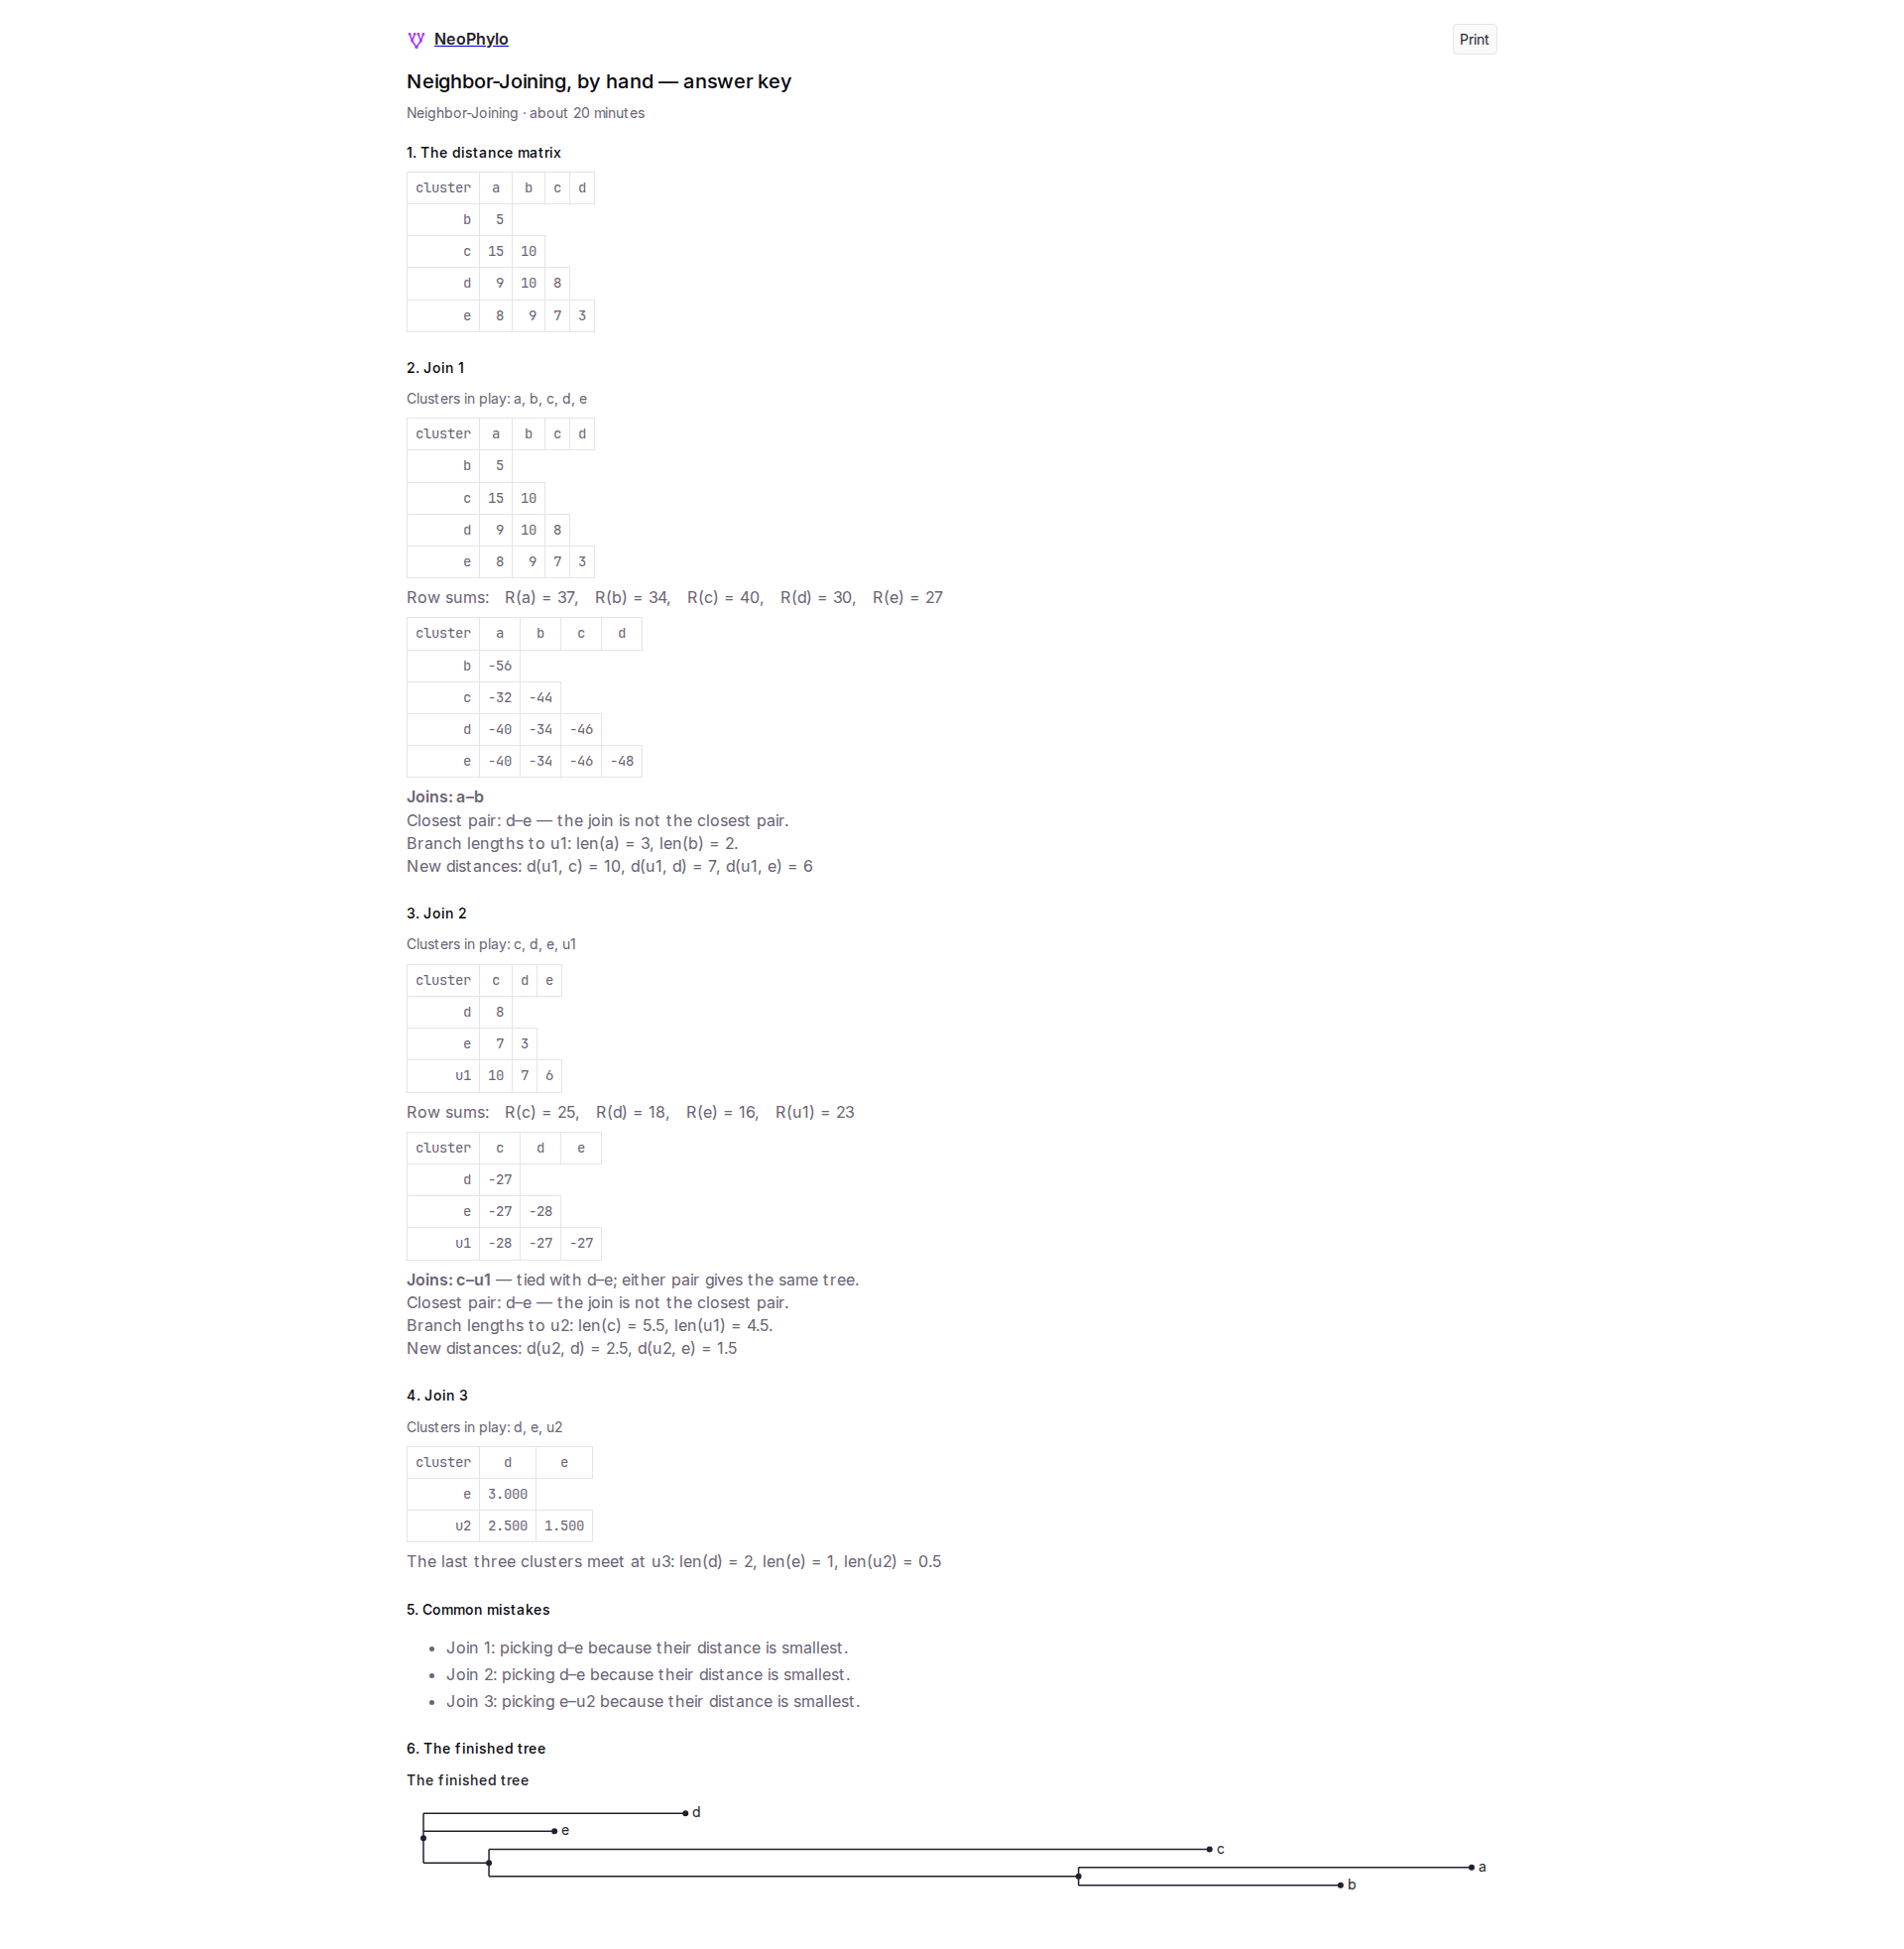 NeoPhylo
Print
Neighbor-Joining, by hand — answer key
Neighbor-Joining · about 20 minutes
1. The distance matrix
cluster a b c d
b 5
c 15 10
d 9 10 8
e 8 9 7 3
2. Join 1
Clusters in play: a, b, c, d, e
cluster a b c d
b 5
c 15 10
d 9 10 8
e 8 9 7 3
Row sums: R(a) = 37, R(b) = 34, R(c) = 40, R(d) = 30, R(e) = 27
cluster a b c d
b -56
c -32 -44
d -40 -34 -46
e -40 -34 -46 -48
Joins: a–b
Closest pair: d–e — the join is not the closest pair.
Branch lengths to u1: len(a) = 3, len(b) = 2.
New distances: d(u1, c) = 10, d(u1, d) = 7, d(u1, e) = 6
3. Join 2
Clusters in play: c, d, e, u1
cluster c d e
d 8
e 7 3
u1 10 7 6
Row sums: R(c) = 25, R(d) = 18, R(e) = 16, R(u1) = 23
cluster c d e
d -27
e -27 -28
u1 -28 -27 -27
Joins: c–u1 — tied with d–e; either pair gives the same tree.
Closest pair: d–e — the join is not the closest pair.
Branch lengths to u2: len(c) = 5.5, len(u1) = 4.5.
New distances: d(u2, d) = 2.5, d(u2, e) = 1.5
4. Join 3
Clusters in play: d, e, u2
cluster d e
e 3.000
u2 2.500 1.500
The last three clusters meet at u3: len(d) = 2, len(e) = 1, len(u2) = 0.5
5. Common mistakes
• Join 1: picking d–e because their distance is smallest.
• Join 2: picking d–e because their distance is smallest.
• Join 3: picking e–u2 because their distance is smallest.
6. The finished tree
The finished tree
d
e
c
a
b